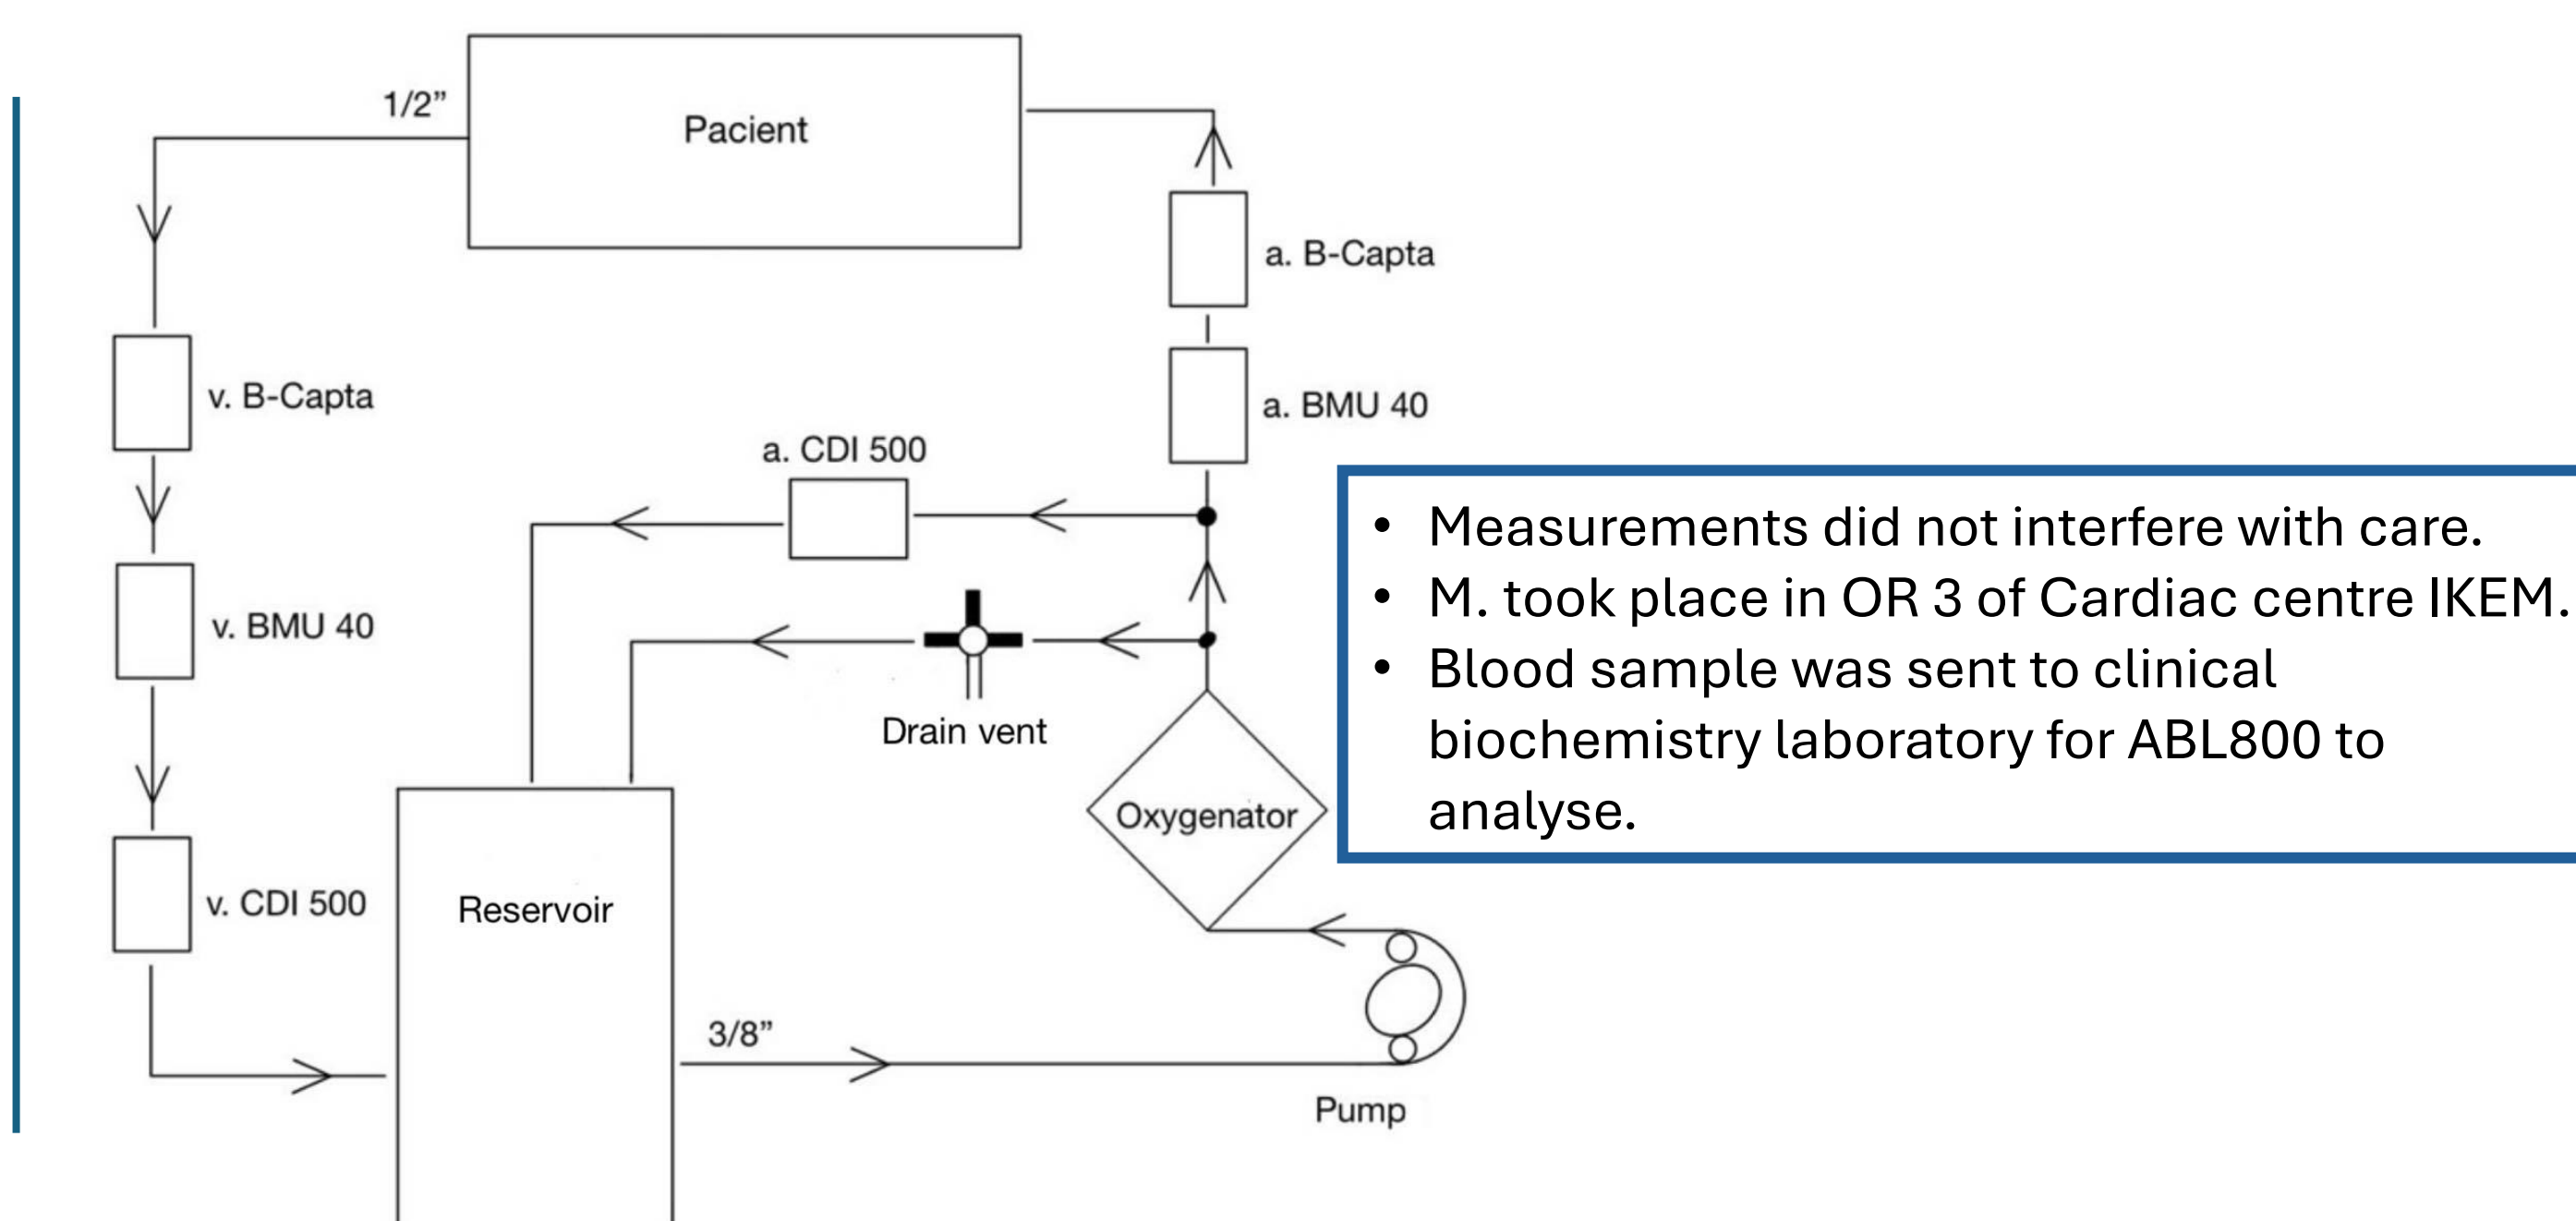 1/2”
Pacient
a. B-Capta
v. B-Capta
a. BMU 40
a. CDI 500
• Measurements did not interfere with care.
• M. took place in OR 3 of Cardiac centre IKEM.
• Blood sample was sent to clinical
biochemistry laboratory for ABL800 to
analyse.
v. BMU 40
Drain vent
Oxygenator
v. CDI 500
Reservoir
3/8”
Pump